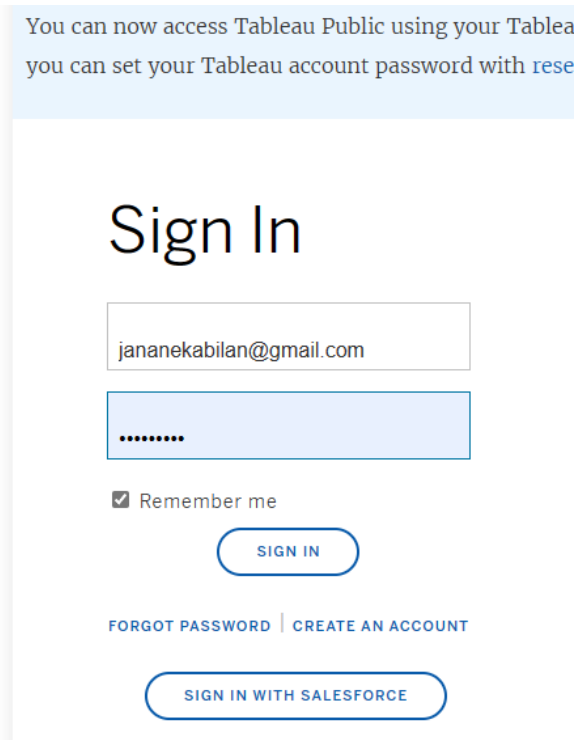 You can now access Tableau Public using your Tablea
you can set your Tableau account password with rese
Sign In
jananekabilan@gmail.com
•••••••••
Remember me
SIGN IN
FORGOT PASSWORD | CREATE AN ACCOUNT
SIGN IN WITH SALESFORCE